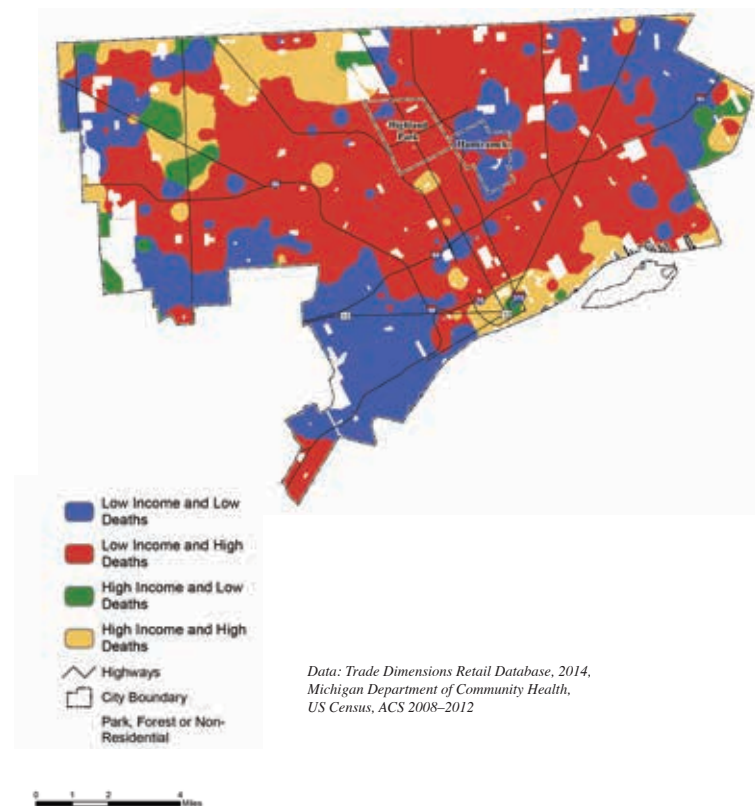 Highland
Park
Hamtramck
Low Income and Low
Deaths
Low Income and High
Deaths
High Income and Low
Deaths
High Income and High
Deaths
Highways
City Boundary
Park, Forest or Non-
Residential
Data: Trade Dimensions Retail Database, 2014,
Michigan Department of Community Health,
US Census, ACS 2008–2012
0 1 2 4
Miles